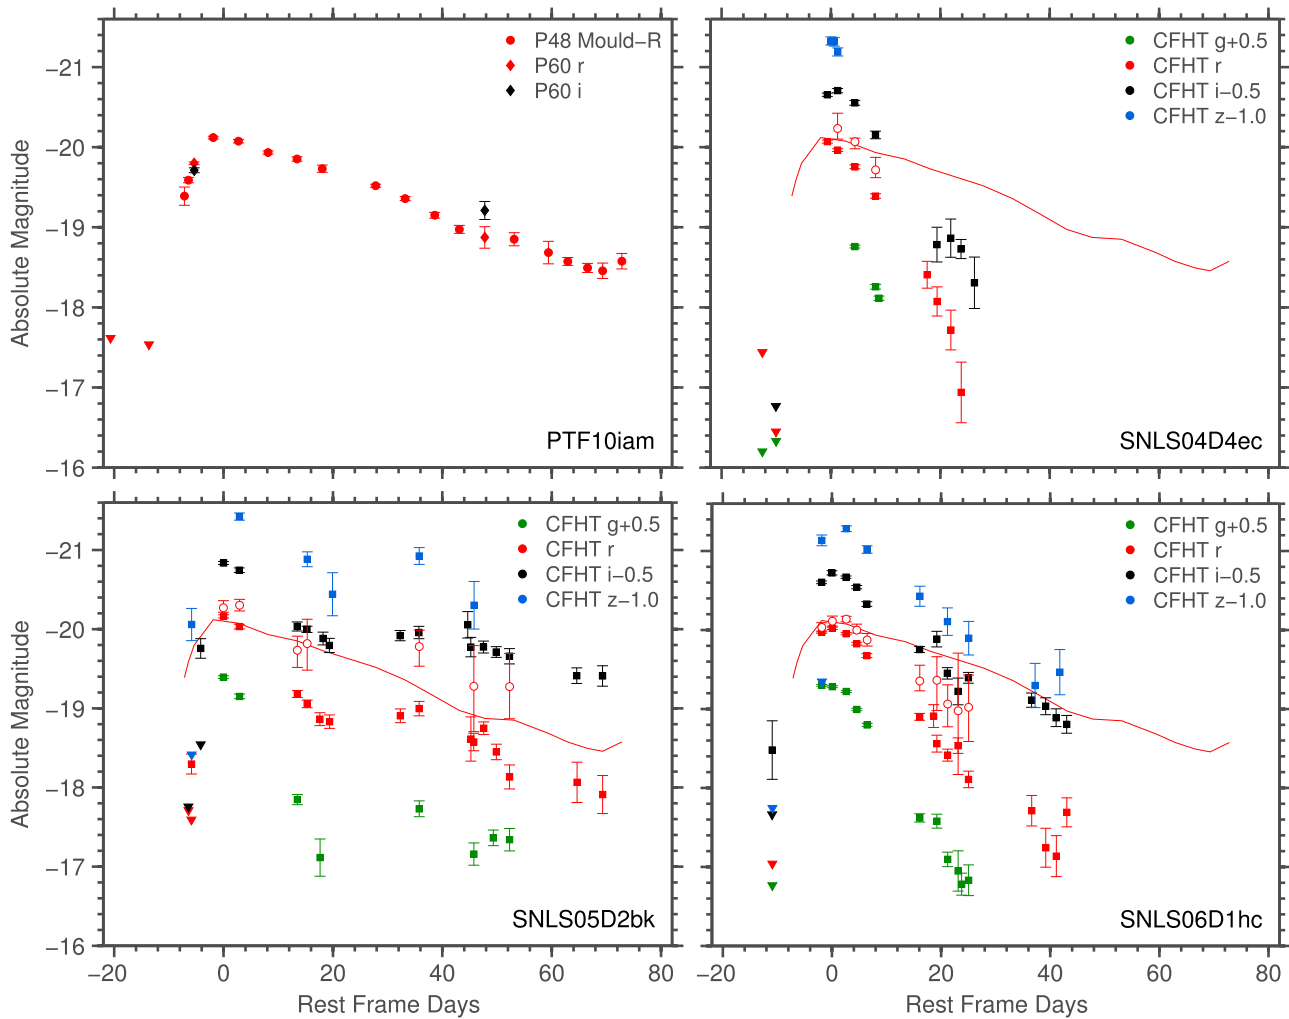 P48 Mould−R
P60 r
P60 i
−21
−20
−19
−18
−17
−16
Absolute Magnitude
PTF10iam
CFHT g+0.5
CFHT r
CFHT i−0.5
CFHT z−1.0
SNLS04D4ec
CFHT g+0.5
CFHT r
CFHT i−0.5
CFHT z−1.0
−21
−20
−19
−18
−17
−16
Absolute Magnitude
SNLS05D2bk
−20 0 20 40 60 80
Rest Frame Days
CFHT g+0.5
CFHT r
CFHT i−0.5
CFHT z−1.0
SNLS06D1hc
−20 0 20 40 60 80
Rest Frame Days